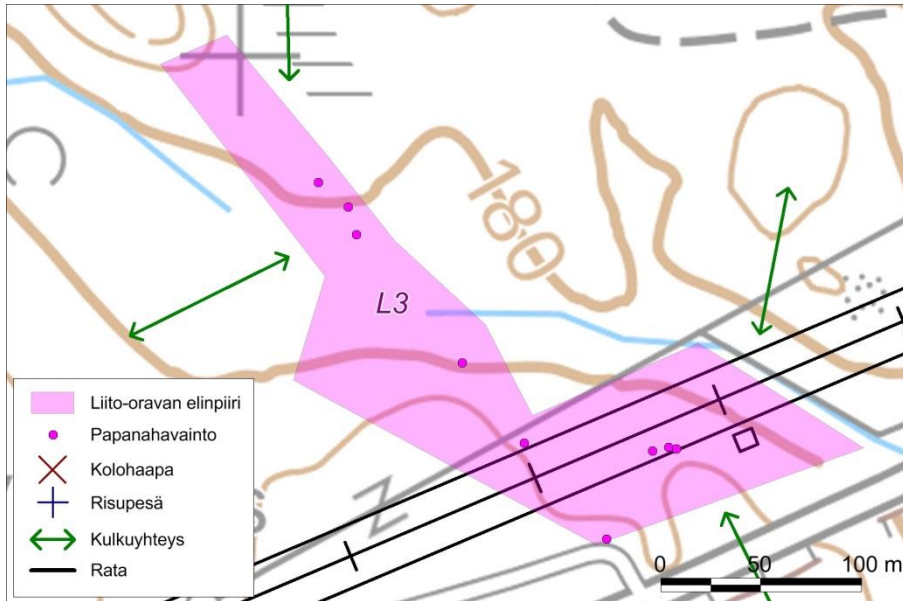 180
L3
Liito-oravan elinpiiri
Papanahavainto
Kolohaapa
Risupesä
Kulkuyhteys
Rata
N
0 50 100 m